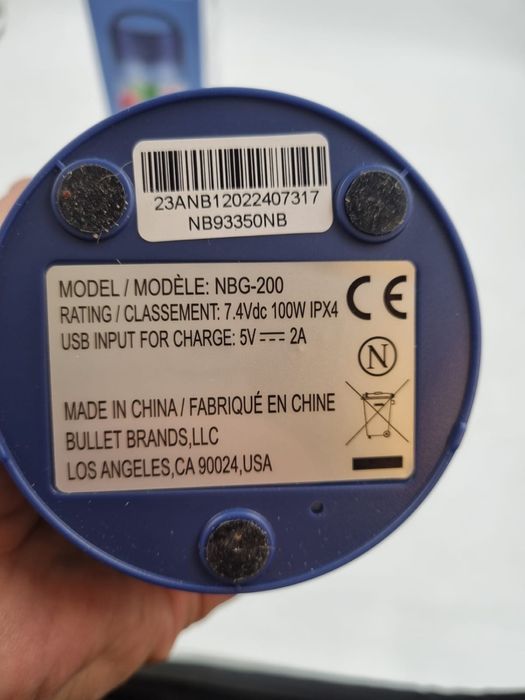 23ANB12022407317
NB93350NB
MODEL / MODÈLE: NBG-200
RATING / CLASSEMENT: 7.4Vdc 100W IPX4
USB INPUT FOR CHARGE: 5V ⎓ 2A
CE
N
MADE IN CHINA / FABRIQUÉ EN CHINE
BULLET BRANDS,LLC
LOS ANGELES,CA 90024,USA